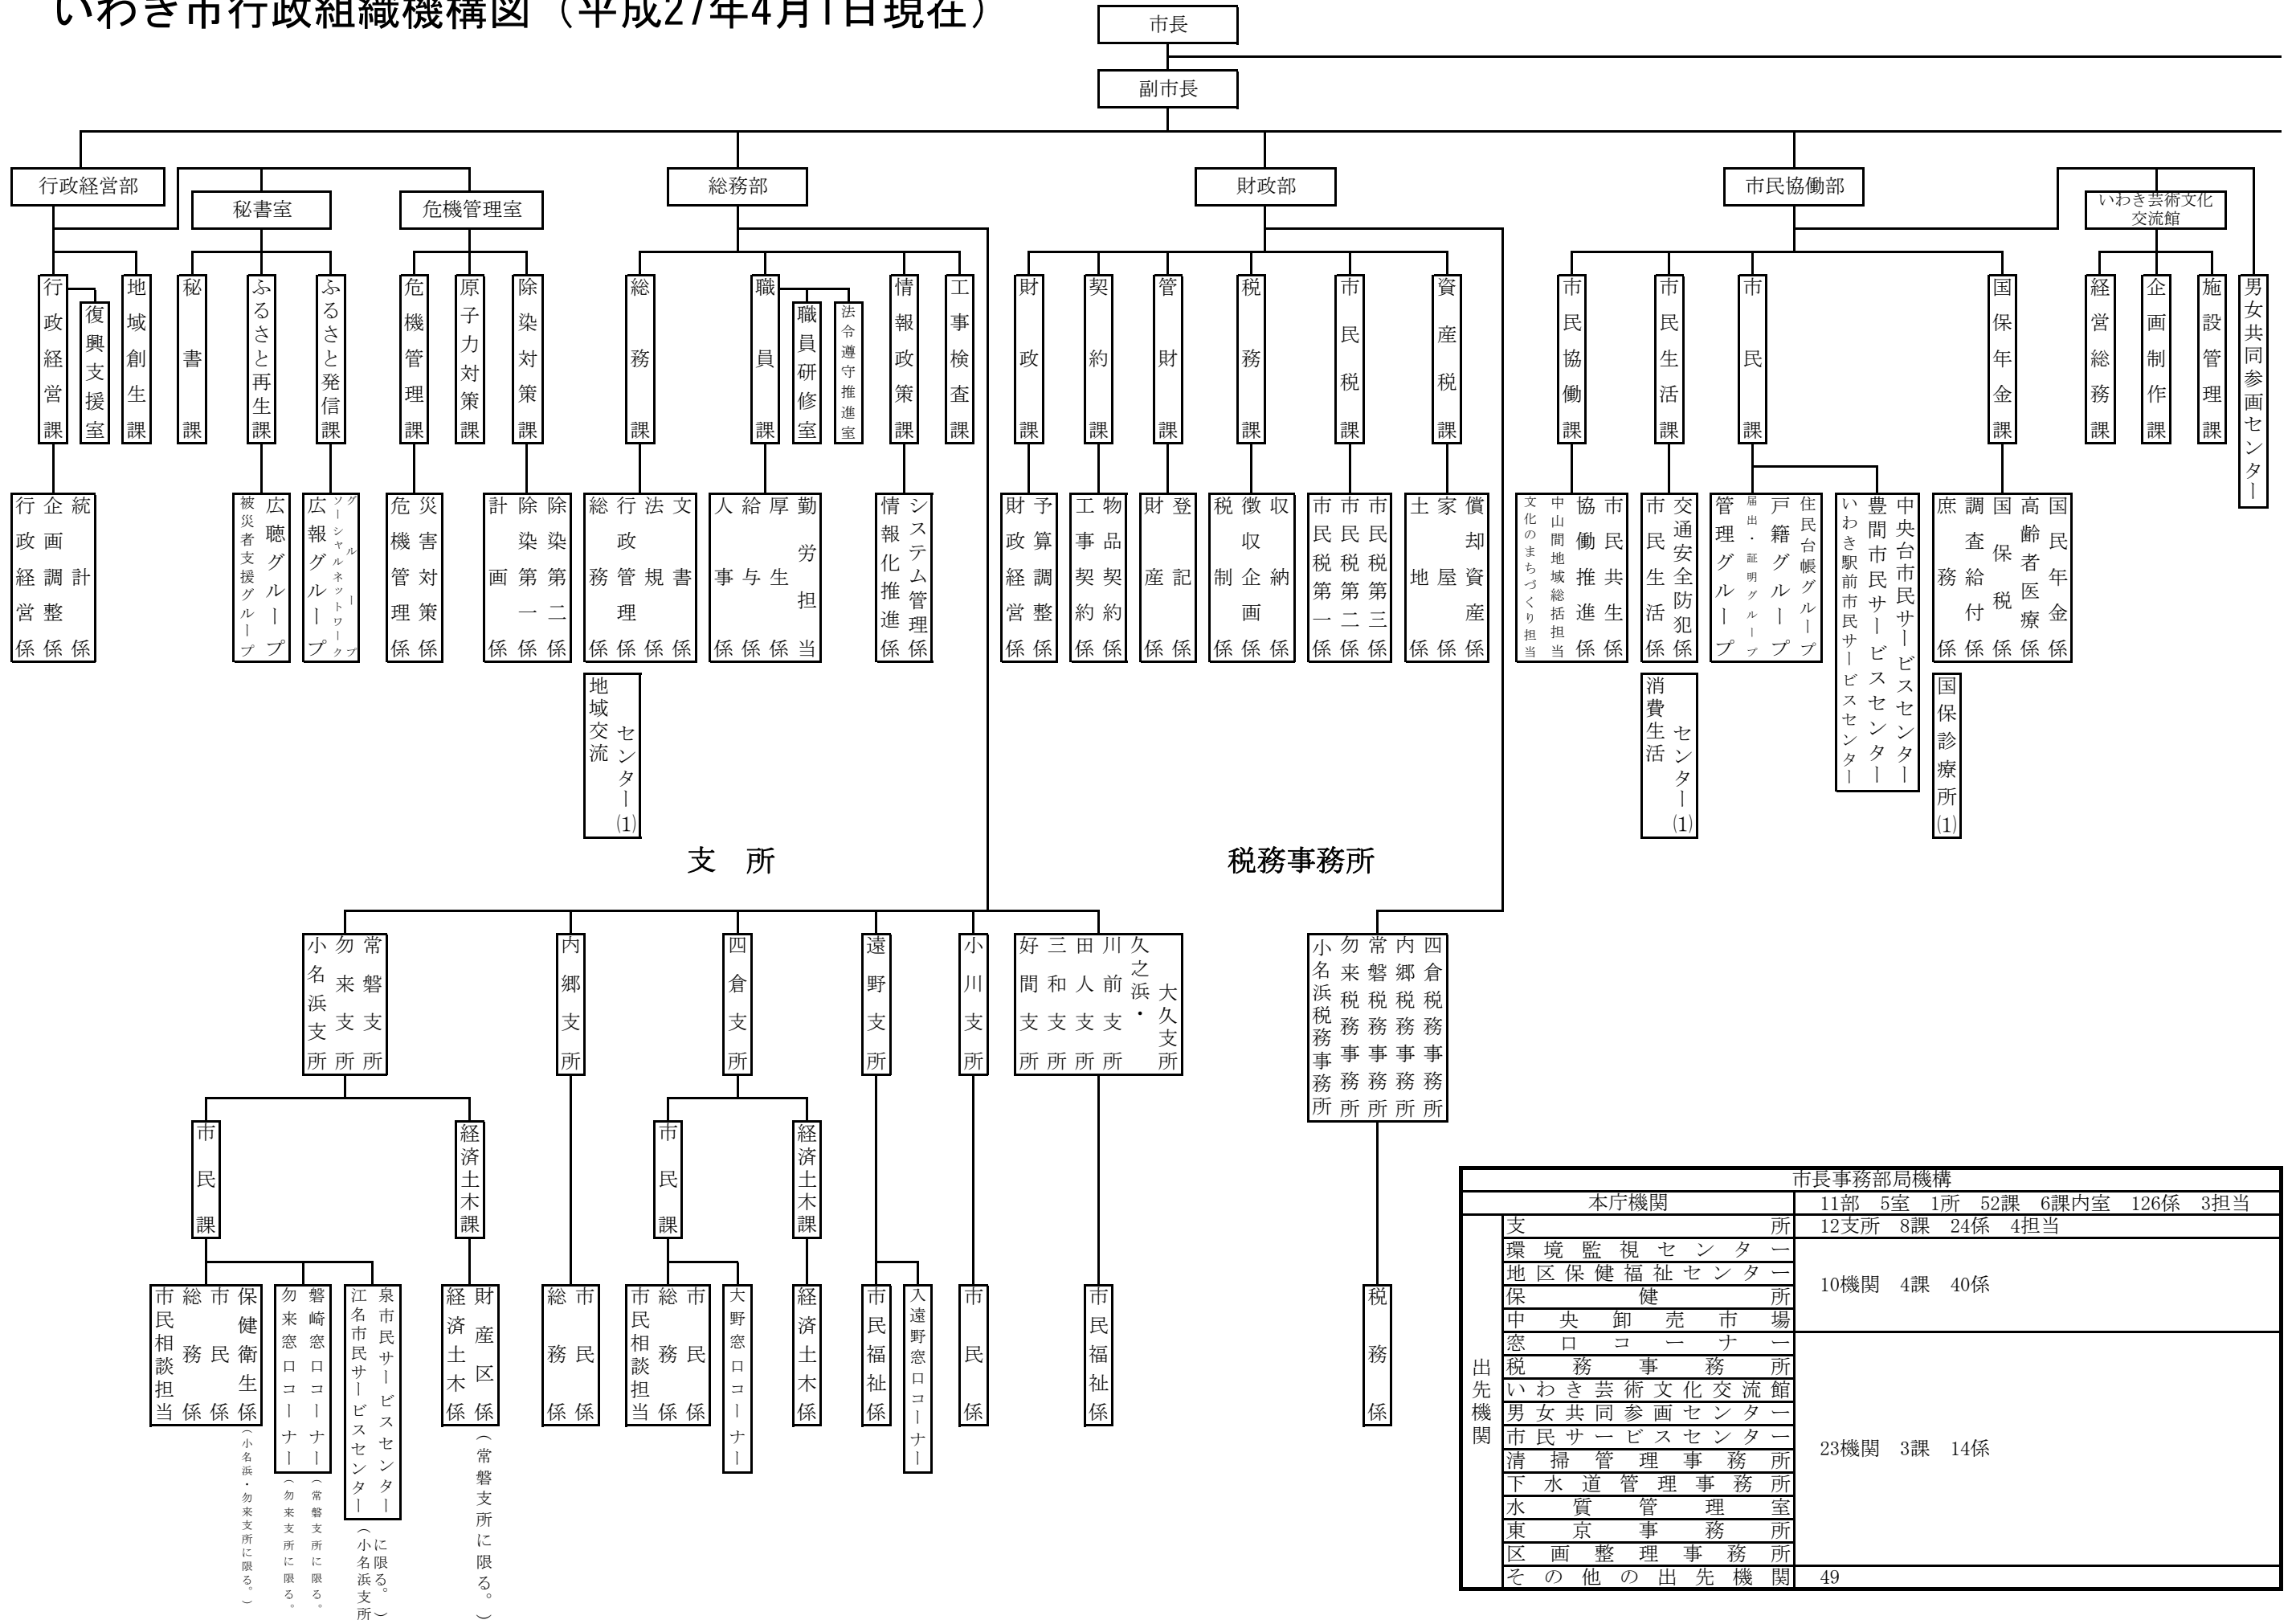 いわき市行政組織機構図（平成27年4月1日現在）
市長
副市長
行政経営部
秘書室
危機管理室
総務部
財政部
市民協働部
いわき芸術文化
交流館
行政経営課
復興支援室
地域創生課
秘書課
ふるさと再生課
ふるさと発信課
危機管理課
原子力対策課
除染対策課
総務課
職員課
職員研修室
法令遵守推進室
情報政策課
工事検査課
財政課
契約課
管財課
税務課
市民税課
資産税課
市民協働課
市民生活課
市民課
国保年金課
経営総務課
企画制作課
施設管理課
男女共同参画センター
行政経営係
企画調整係
統計係
被災者支援グループ
広聴グループ
広報グループ
ソーシャルネットワーク
グループ
危機管理係
災害対策係
計画係
除染第一係
除染第二係
総務係
行政管理係
法規係
文書係
人事係
給与係
厚生係
勤労担当
情報化推進係
システム管理係
財政経営係
予算調整係
工事契約係
物品契約係
財産係
登記係
税制係
徴収企画係
収納係
市民税第一係
市民税第二係
市民税第三係
土地係
家屋係
償却資産係
文化のまちづくり担当
中山間地域総括担当
協働推進係
市民共生係
市民生活係
交通安全防犯係
管理グループ
届出・証明グループ
戸籍グループ
住民台帳グループ
いわき駅前市民サービスセンター
豊間市民サービスセンター
中央台市民サービスセンター
庶務係
調査給付係
国保税係
高齢者医療係
国民年金係
地域交流
センター(1)
消費生活
センター(1)
国保診療所(1)
支　所
税務事務所
小名浜支所
勿来支所
常磐支所
内郷支所
四倉支所
遠野支所
小川支所
好間支所
三和支所
田人支所
川前支所
久之浜・
大久支所
小名浜税務事務所
勿来税務事務所
常磐税務事務所
内郷税務事務所
四倉税務事務所
市民課
経済土木課
市民課
経済土木課
市民相談担当
総務係
市民係
保健衛生係
（小名浜・勿来支所に限る。）
勿来窓口コーナー
（勿来支所に限る。
磐崎窓口コーナー
（常磐支所に限る。
江名市民サービスセンター
泉市民サービスセンター
（小名浜支所
に限る。）
経済土木係
財産区係
（常磐支所に限る。）
総務係
市民係
市民相談担当
総務係
市民係
大野窓口コーナー
経済土木係
市民福祉係
入遠野窓口コーナー
市民係
市民福祉係
税務係
市長事務部局機構
本庁機関　11部　5室　1所　52課　6課内室　126係　3担当
出先機関
支所　12支所　8課　24係　4担当
環境監視センター
地区保健福祉センター
保健所
中央卸売市場
10機関　4課　40係
窓口コーナー
税務事務所
いわき芸術文化交流館
男女共同参画センター
市民サービスセンター
清掃管理事務所
下水道管理事務所
水質管理室
東京事務所
区画整理事務所
23機関　3課　14係
その他の出先機関　49